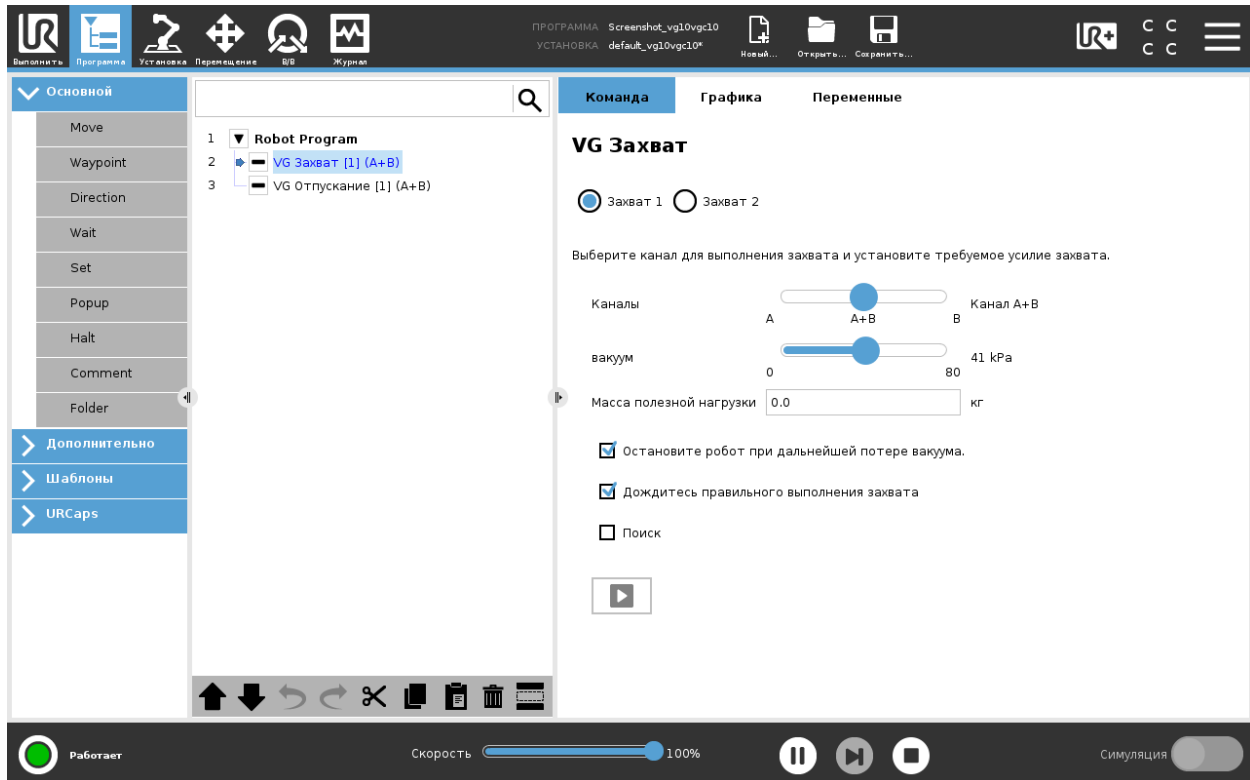 UR
Выполнить
Программа
Установка
Перемещение
В/В
Журнал
ПРОГРАММА Screenshot_vg10vgc10
УСТАНОВКА default_vg10vgc10*
Новый...
Открыть...
Сохранить...
UR+
C C
C C
Основной
Move
Waypoint
Direction
Wait
Set
Popup
Halt
Comment
Folder
Дополнительно
Шаблоны
URCaps
1 Robot Program
2 VG Захват [1] (A+B)
3 VG Отпускание [1] (A+B)
Команда Графика Переменные
VG Захват
Захват 1 Захват 2
Выберите канал для выполнения захвата и установите требуемое усилие захвата.
Каналы Канал A+B
A A+B B
вакуум 41 kPa
0 80
Масса полезной нагрузки 0.0 кг
Остановите робот при дальнейшей потере вакуума.
Дождитесь правильного выполнения захвата
Поиск
Работает
Скорость 100%
Симуляция